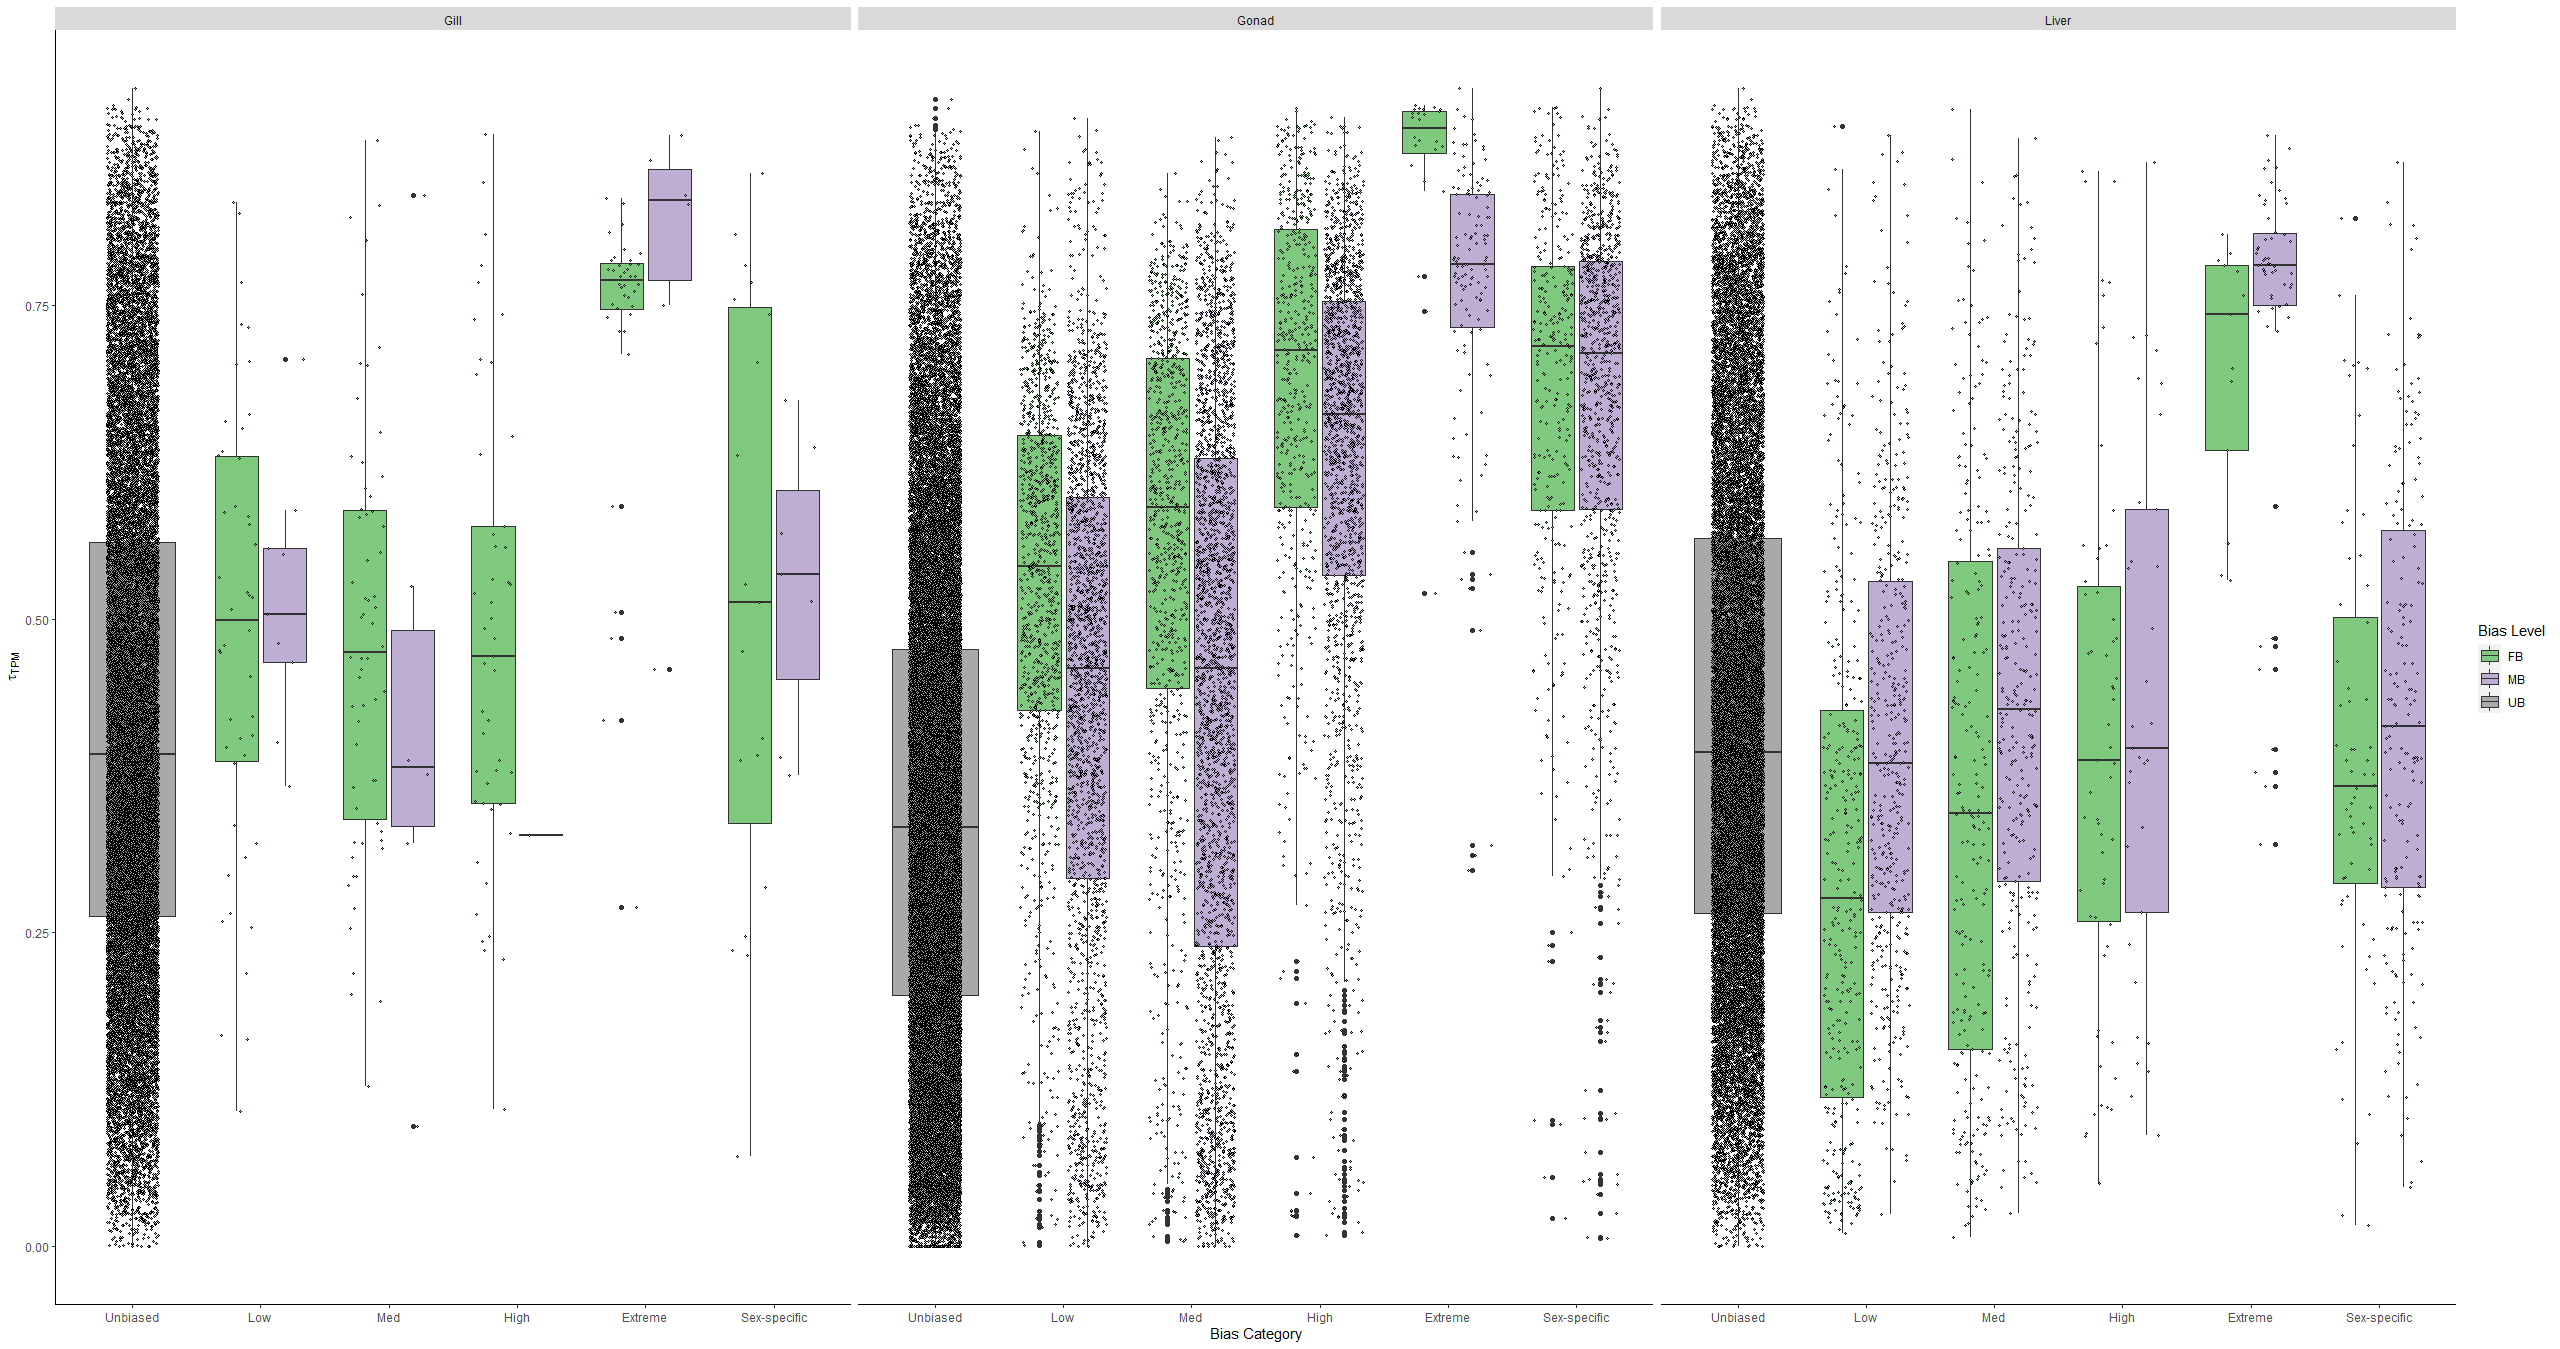 Gill Gonad Liver
τTPM
0.75
0.50
0.25
0.00
Unbiased Low Med High Extreme Sex-specific Unbiased Low Med High Extreme Sex-specific Unbiased Low Med High Extreme Sex-specific
Bias Category
Bias Level
FB
MB
UB